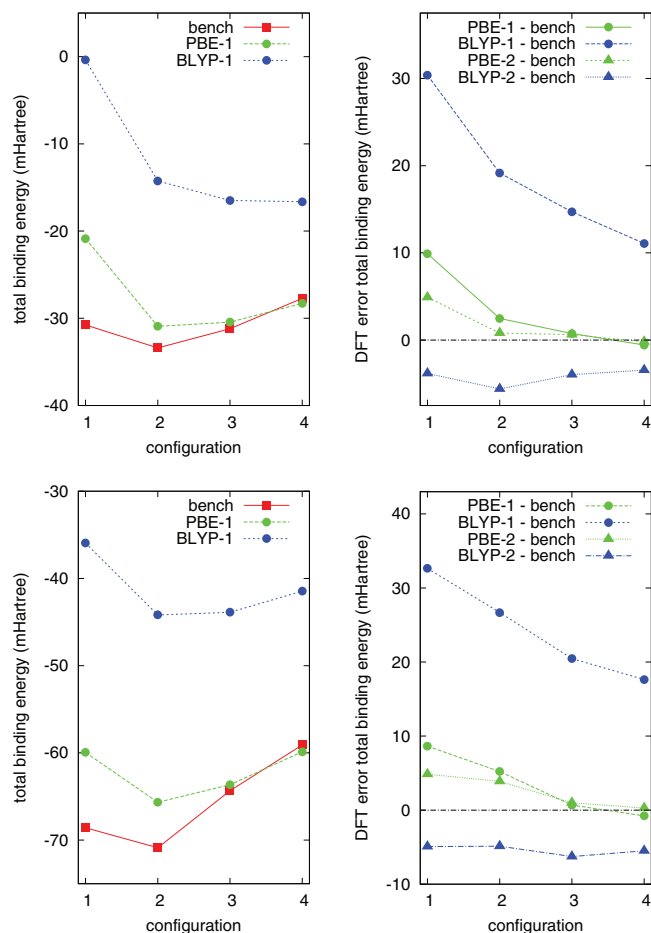 total binding energy (mHartree)
bench
PBE-1
BLYP-1
0
-10
-20
-30
-40
1 2 3 4
configuration
DFT error total binding energy (mHartree)
PBE-1 - bench
BLYP-1 - bench
PBE-2 - bench
BLYP-2 - bench
30
20
10
0
1 2 3 4
configuration
total binding energy (mHartree)
bench
PBE-1
BLYP-1
-30
-40
-50
-60
-70
1 2 3 4
configuration
DFT error total binding energy (mHartree)
PBE-1 - bench
BLYP-1 - bench
PBE-2 - bench
BLYP-2 - bench
40
30
20
10
0
-10
1 2 3 4
configuration